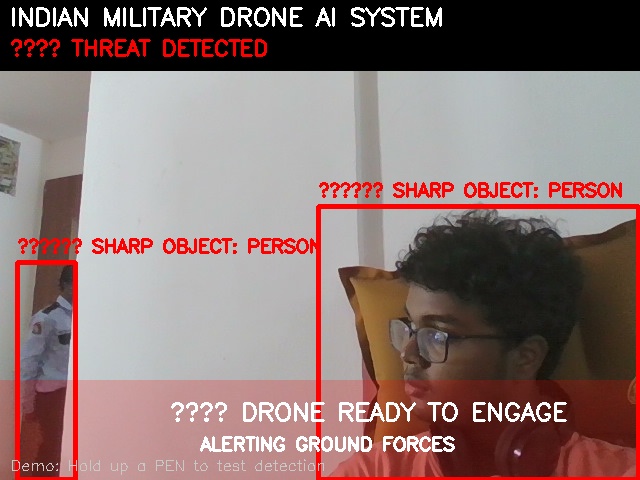 INDIAN MILITARY DRONE AI SYSTEM
???? THREAT DETECTED
?????? SHARP OBJECT: PERSON
?????? SHARP OBJECT: PERSON
???? DRONE READY TO ENGAGE
ALERTING GROUND FORCES
Demo: Hold up a PEN to test detection